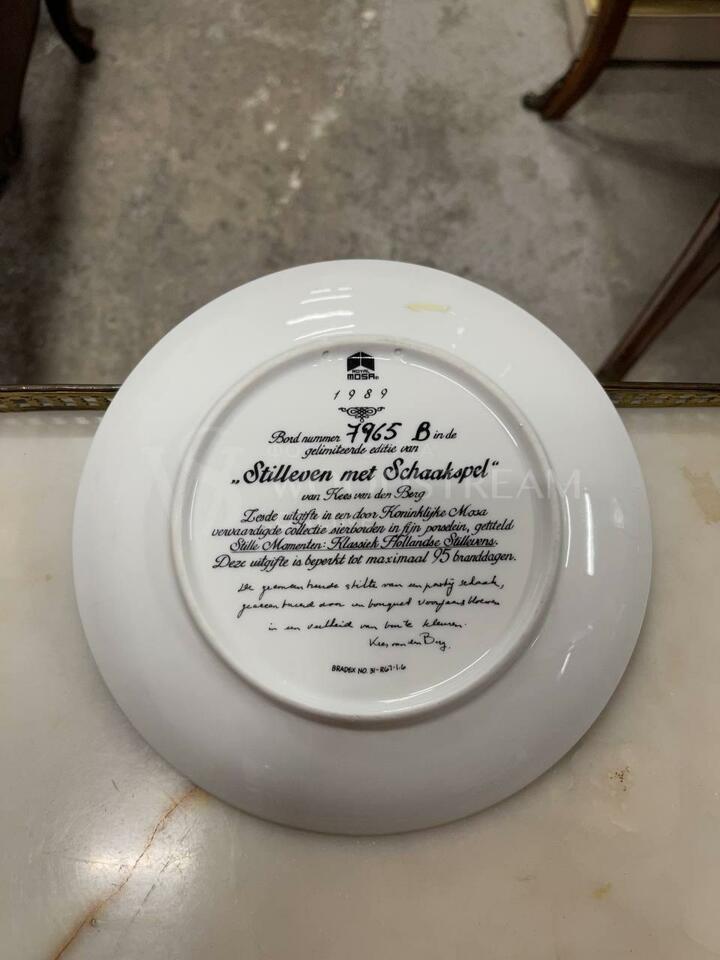 ROYAL
MOSA
1989
Bord nummer 7965 B in de
gelimiteerde editie van
„Stilleven met Schaakspel“
van Kees van den Berg
Zesde uitgifte in een door Koninklijke Mosa
vervaardigde collectie sierborden in fijn porselein, getiteld
Stille Momenten: Klassiek Hollandse Stillevens.
Deze uitgifte is beperkt tot maximaal 95 branddagen.
De geconcentreerde stilte van een partij schaak,
geaccentueerd door een bouquet voorjaarsbloemen
in een veelheid van bonte kleuren.
Kees van den Berg.
BRADEX NO. 31-R67-1.6